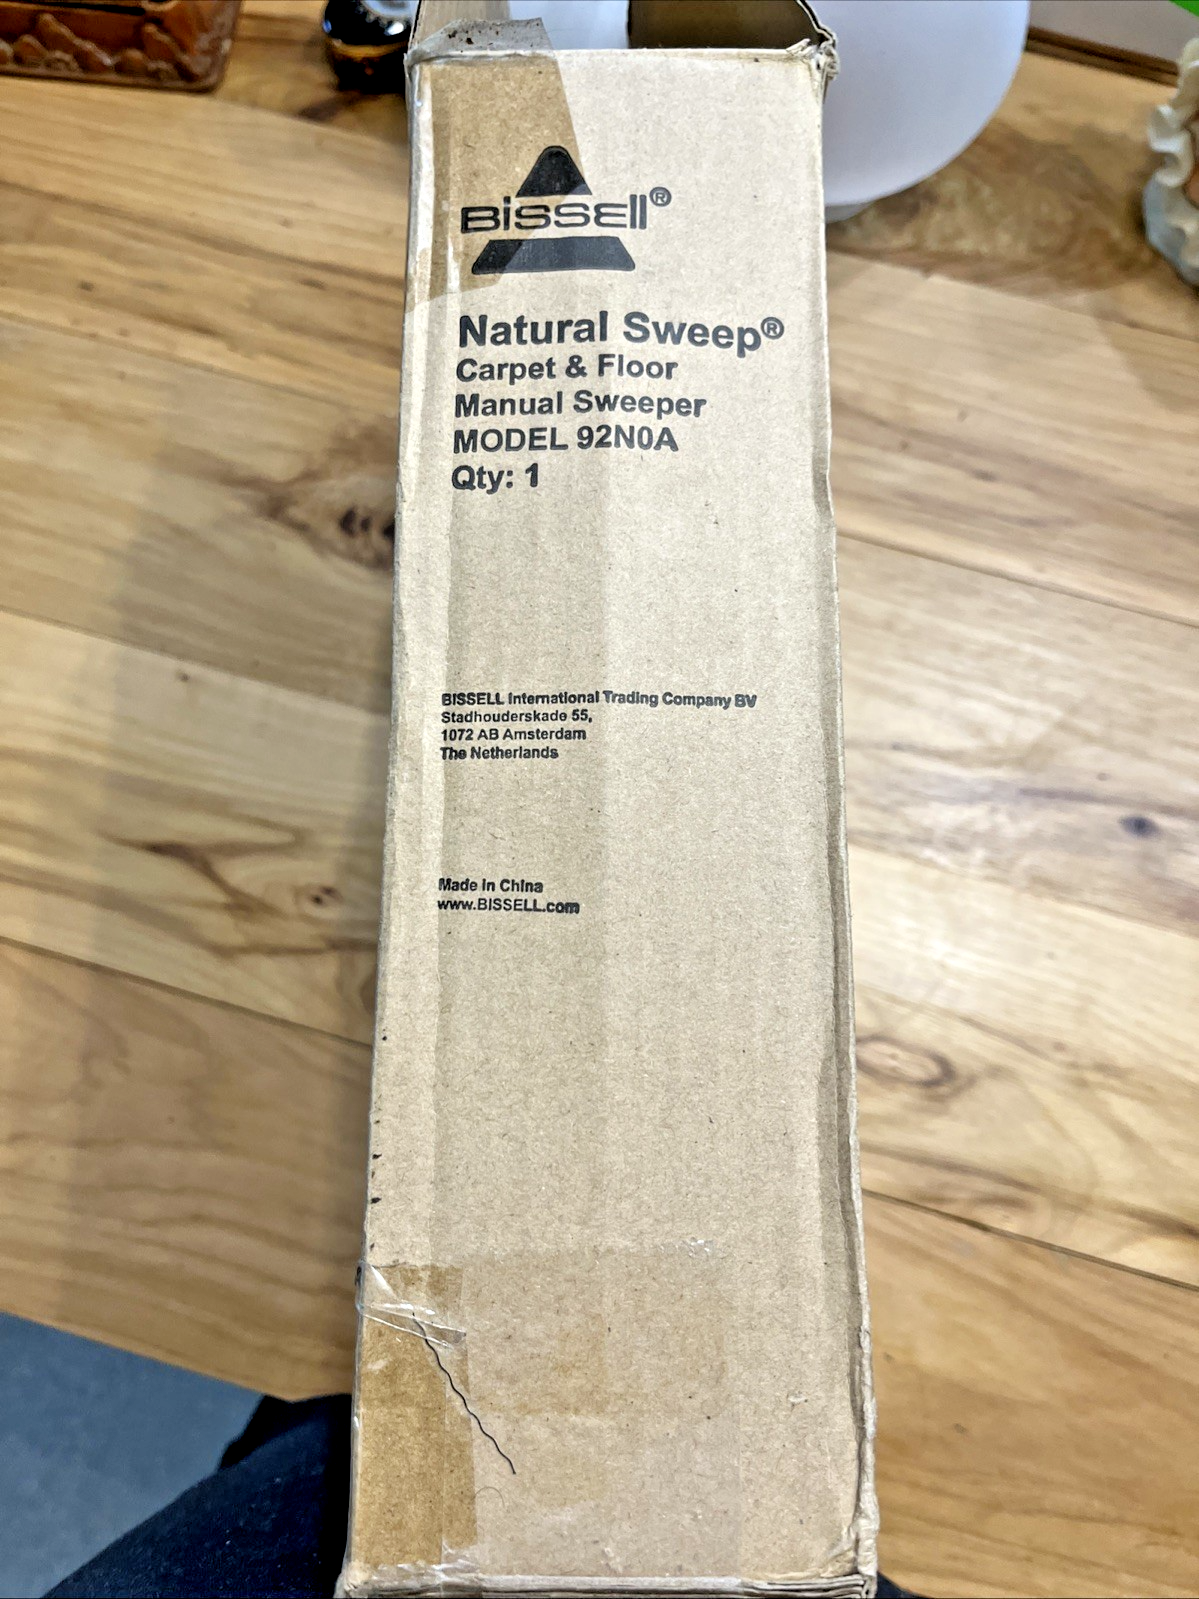 BISSELL®
Natural Sweep®
Carpet & Floor
Manual Sweeper
MODEL 92N0A
Qty: 1
BISSELL International Trading Company BV
Stadhouderskade 55,
1072 AB Amsterdam
The Netherlands
Made in China
www.BISSELL.com